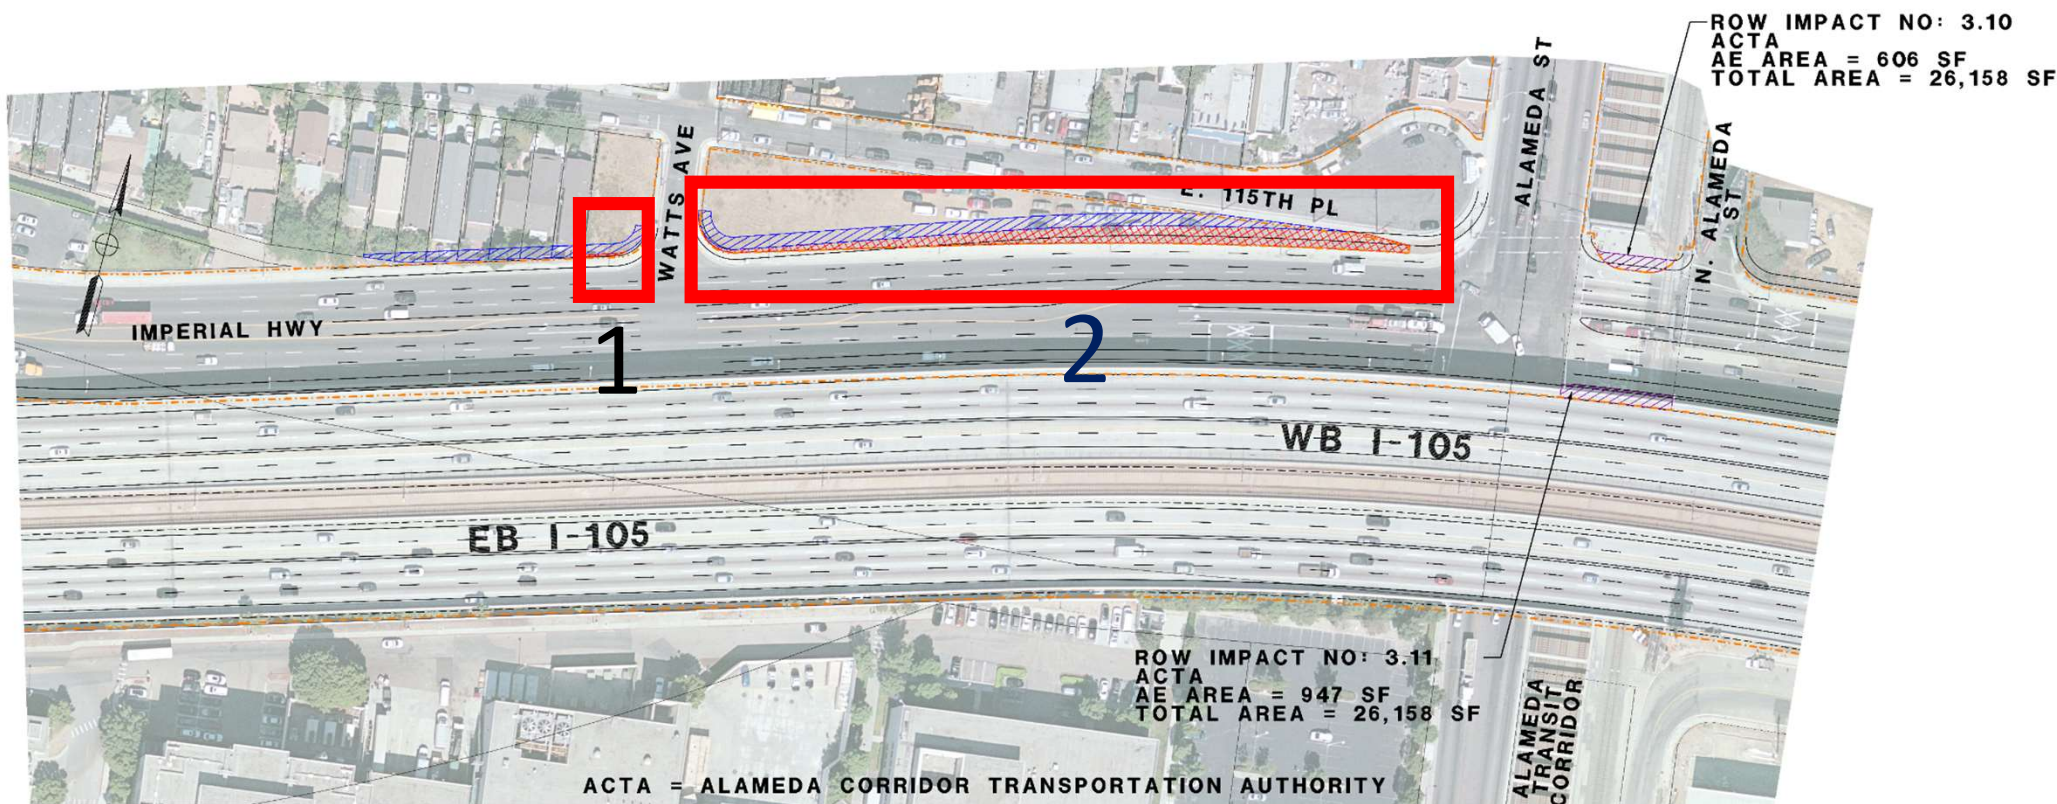 ROW IMPACT NO: 3.10
ACTA
AE AREA = 606 SF
TOTAL AREA = 26,158 SF
ALAMEDA ST
N. ALAMEDA
ST
WATTS AVE
E. 115TH PL
IMPERIAL HWY
1
2
WB I-105
EB I-105
ROW IMPACT NO: 3.11
ACTA
AE AREA = 947 SF
TOTAL AREA = 26,158 SF
ALAMEDA
TRANSIT
CORRIDOR
ACTA = ALAMEDA CORRIDOR TRANSPORTATION AUTHORITY